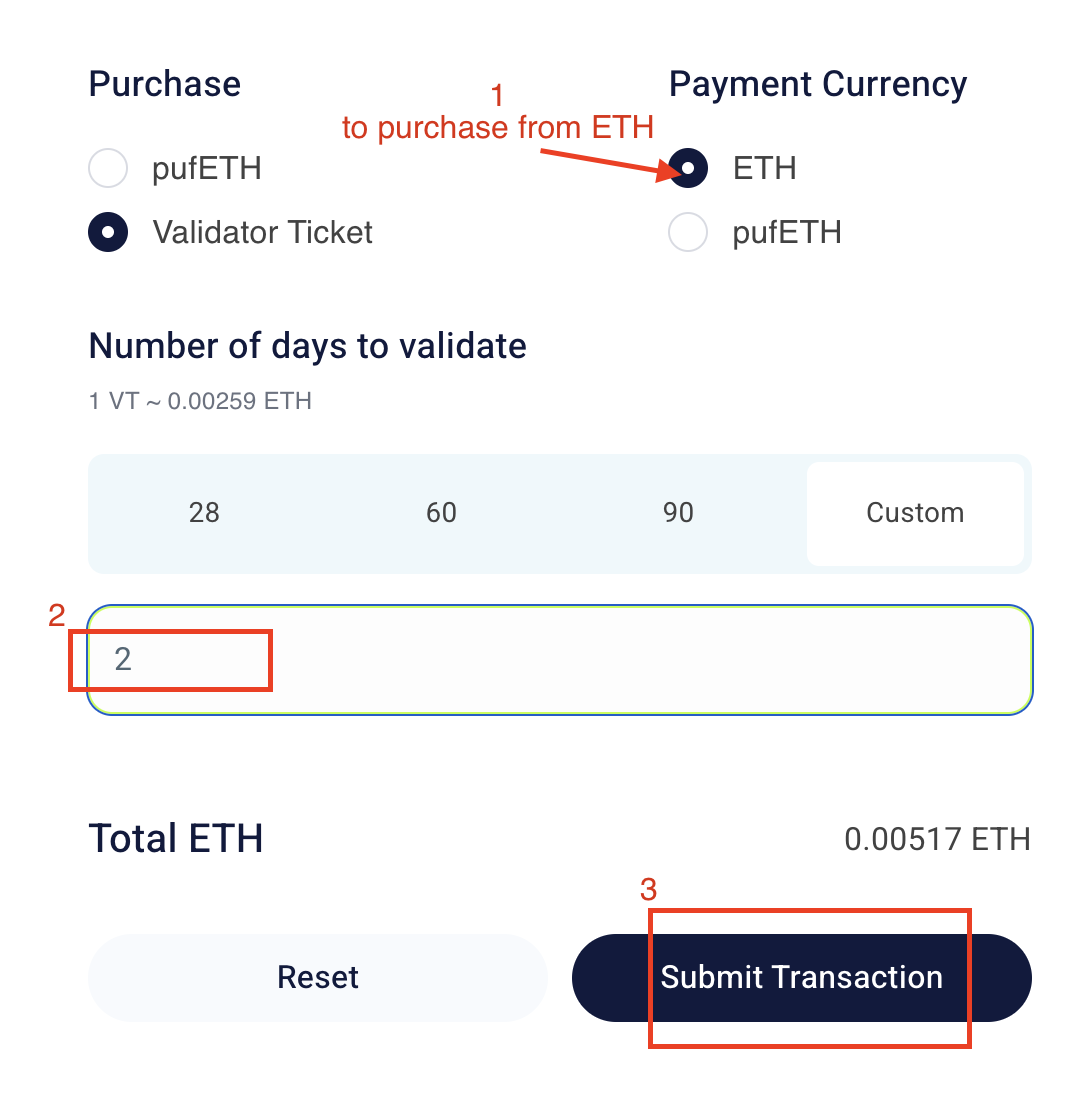 Purchase
Payment Currency
1
to purchase from ETH
pufETH
ETH
Validator Ticket
pufETH
Number of days to validate
1 VT ~ 0.00259 ETH
28
60
90
Custom
2
2
Total ETH
0.00517 ETH
3
Reset
Submit Transaction